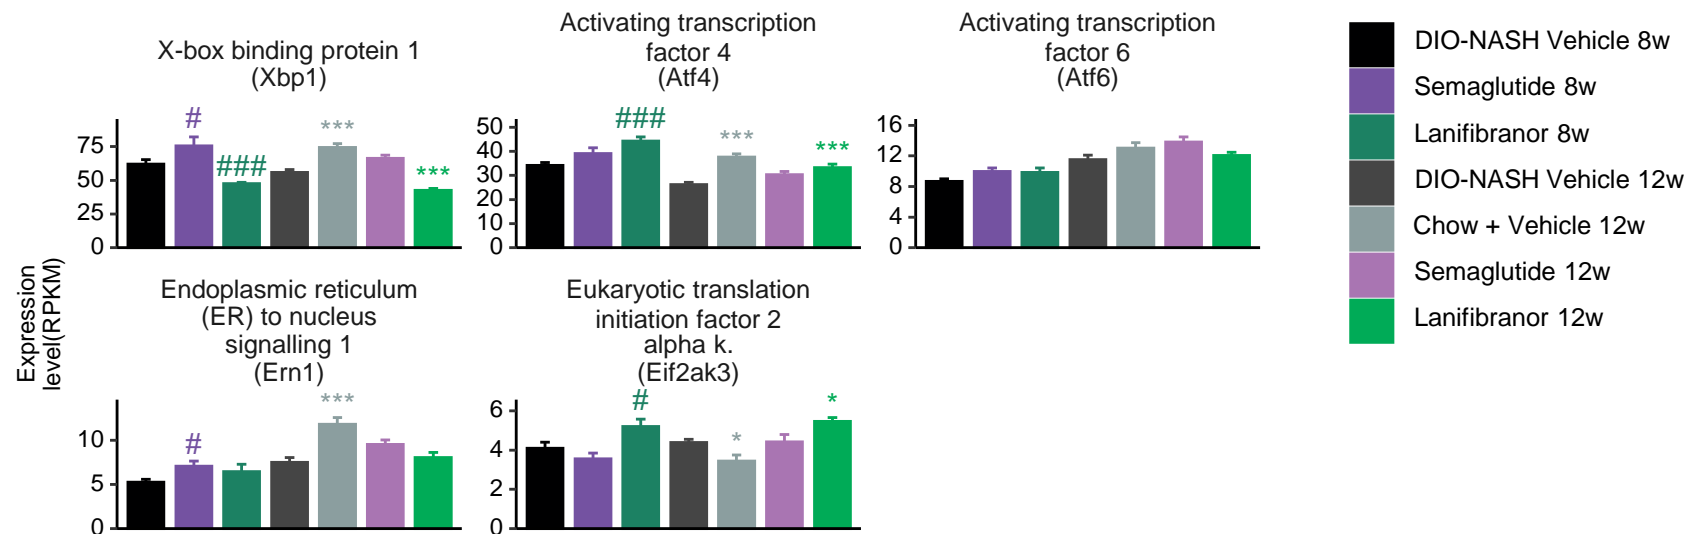 X-box binding protein 1
(Xbp1)
#
###
***
***
75
50
25
0
Activating transcription
factor 4
(Atf4)
###
***
***
50
40
30
20
10
0
Activating transcription
factor 6
(Atf6)
16
12
8
4
0
Expression
level(RPKM)
Endoplasmic reticulum
(ER) to nucleus
signalling 1
(Ern1)
#
***
10
5
0
Eukaryotic translation
initiation factor 2
alpha k.
(Eif2ak3)
#
*
*
6
4
2
0
DIO-NASH Vehicle 8w
Semaglutide 8w
Lanifibranor 8w
DIO-NASH Vehicle 12w
Chow + Vehicle 12w
Semaglutide 12w
Lanifibranor 12w